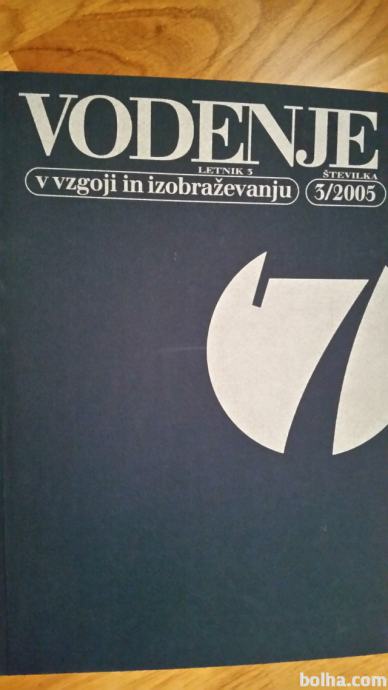 VODENJE
LETNIK 3 ŠTEVILKA
v vzgoji in izobraževanju 3/2005
7
bolha.com